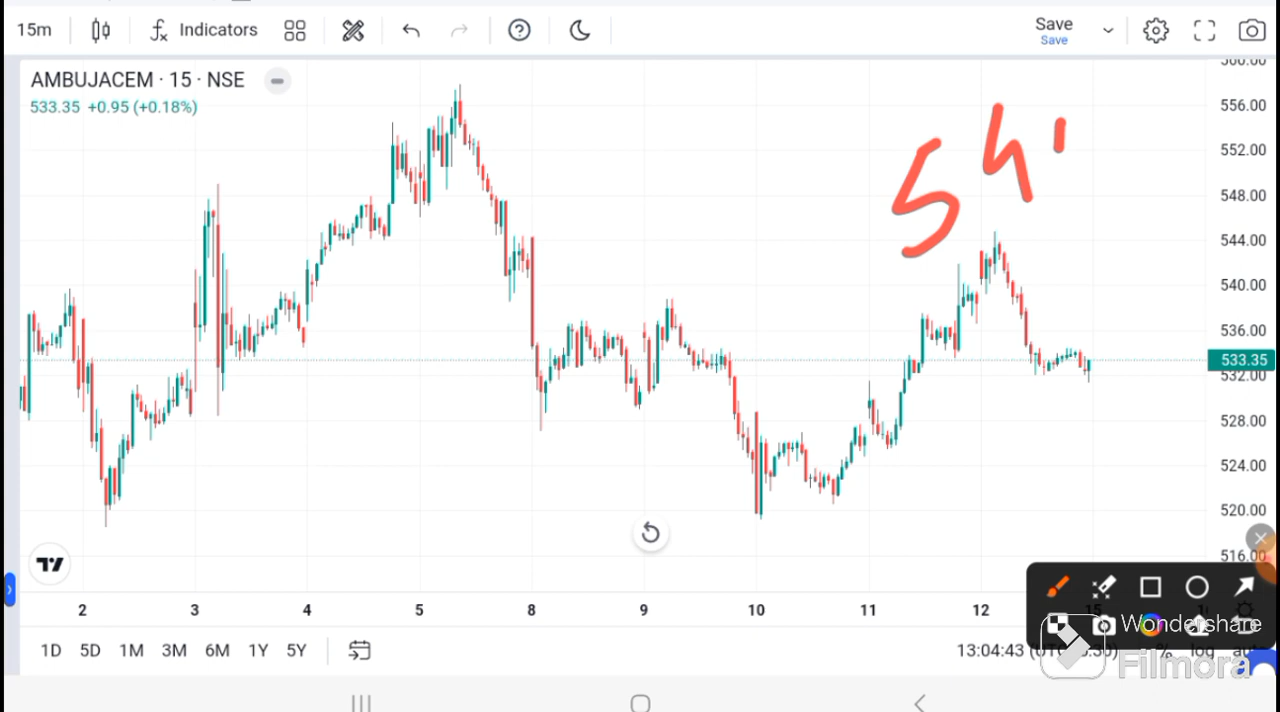 15m Indicators Save
Save
AMBUJACEM · 15 · NSE
533.35 +0.95 (+0.18%)
54
560.00
556.00
552.00
548.00
544.00
540.00
536.00
533.35
532.00
528.00
524.00
520.00
516.00
2 3 4 5 8 9 10 11 12 15
Wondershare
Filmora
1D 5D 1M 3M 6M 1Y 5Y 13:04:43 % log auto